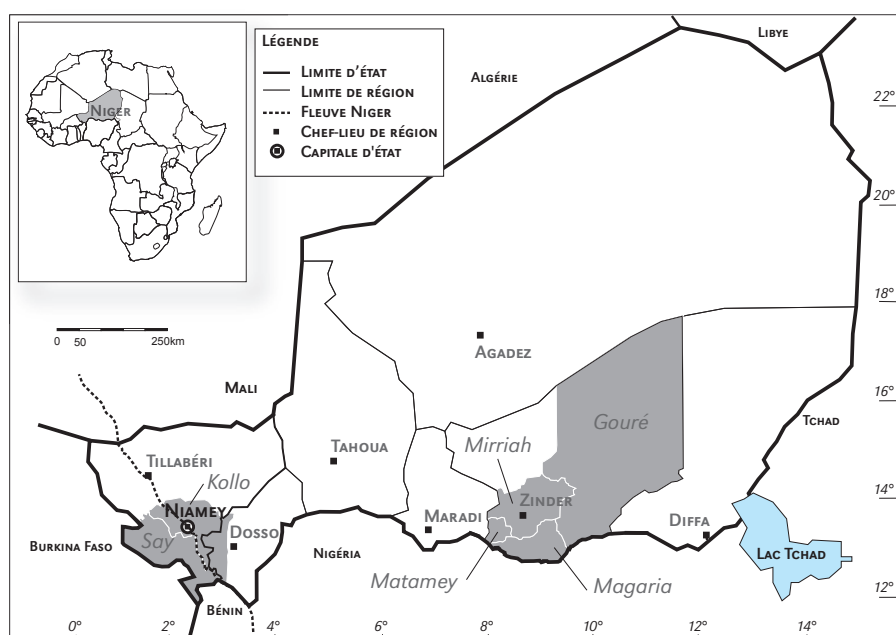 Niger
Légende
Limite d'état
Limite de région
Fleuve Niger
Chef-lieu de région
Capitale d'état
Algérie
Libye
22°
20°
18°
16°
14°
12°
0 50 250km
Agadez
Mali
Tchad
Gouré
Mirriah
Tahoua
Tillabéri
Kollo
Niamey
Zinder
Maradi
Diffa
Dosso
Say
Burkina Faso
Nigéria
Lac Tchad
Matamey
Magaria
Bénin
0° 2° 4° 6° 8° 10° 12° 14°